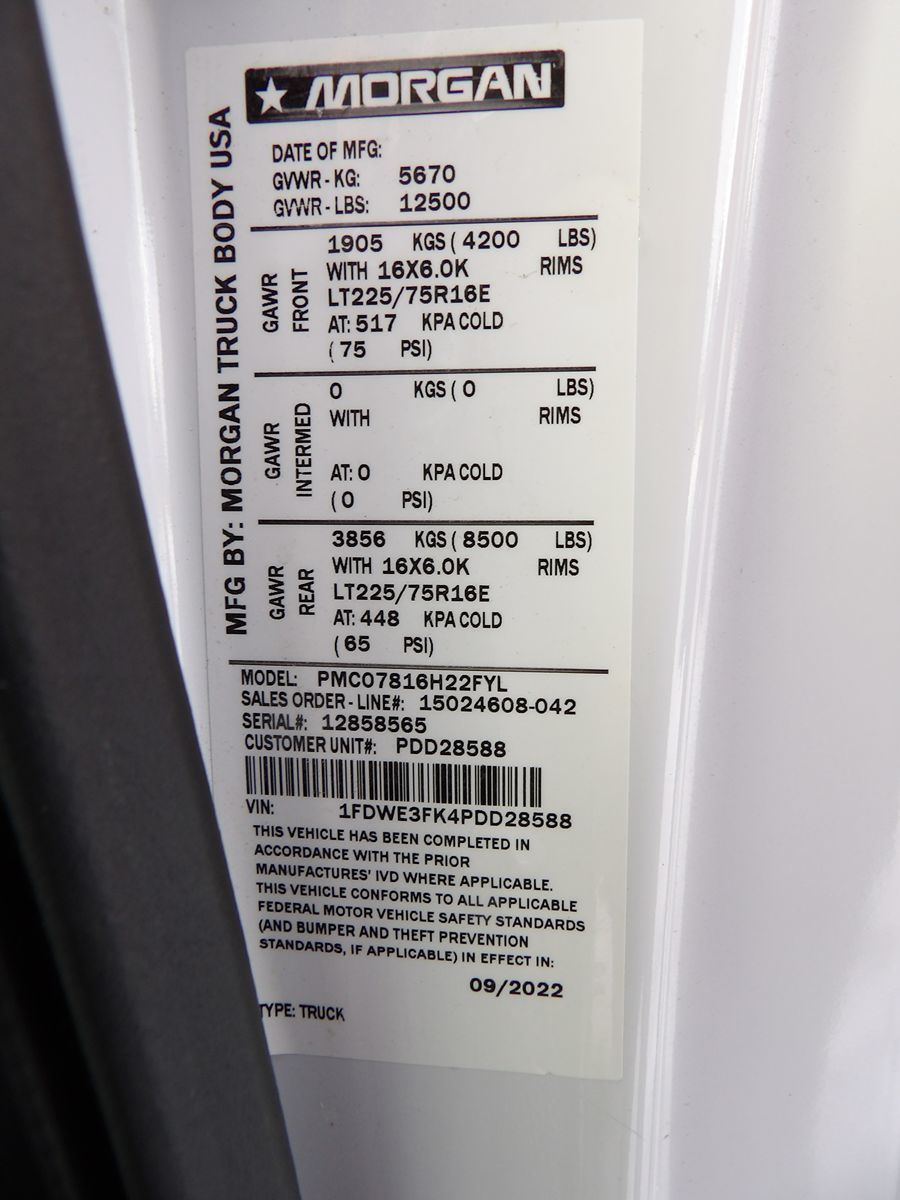 MORGAN
MFG BY: MORGAN TRUCK BODY USA
DATE OF MFG:
GVWR - KG: 5670
GVWR - LBS: 12500
GAWR FRONT
1905 KGS ( 4200 LBS)
WITH 16X6.0K RIMS
LT225/75R16E
AT: 517 KPA COLD
( 75 PSI)
GAWR INTERMED
0 KGS ( 0 LBS)
WITH RIMS
AT: 0 KPA COLD
( 0 PSI)
GAWR REAR
3856 KGS ( 8500 LBS)
WITH 16X6.0K RIMS
LT225/75R16E
AT: 448 KPA COLD
( 65 PSI)
MODEL: PMC07816H22FYL
SALES ORDER - LINE#: 15024608-042
SERIAL#: 12858565
CUSTOMER UNIT#: PDD28588
VIN: 1FDWE3FK4PDD28588
THIS VEHICLE HAS BEEN COMPLETED IN
ACCORDANCE WITH THE PRIOR
MANUFACTURES' IVD WHERE APPLICABLE.
THIS VEHICLE CONFORMS TO ALL APPLICABLE
FEDERAL MOTOR VEHICLE SAFETY STANDARDS
(AND BUMPER AND THEFT PREVENTION
STANDARDS, IF APPLICABLE) IN EFFECT IN:
09/2022
TYPE: TRUCK